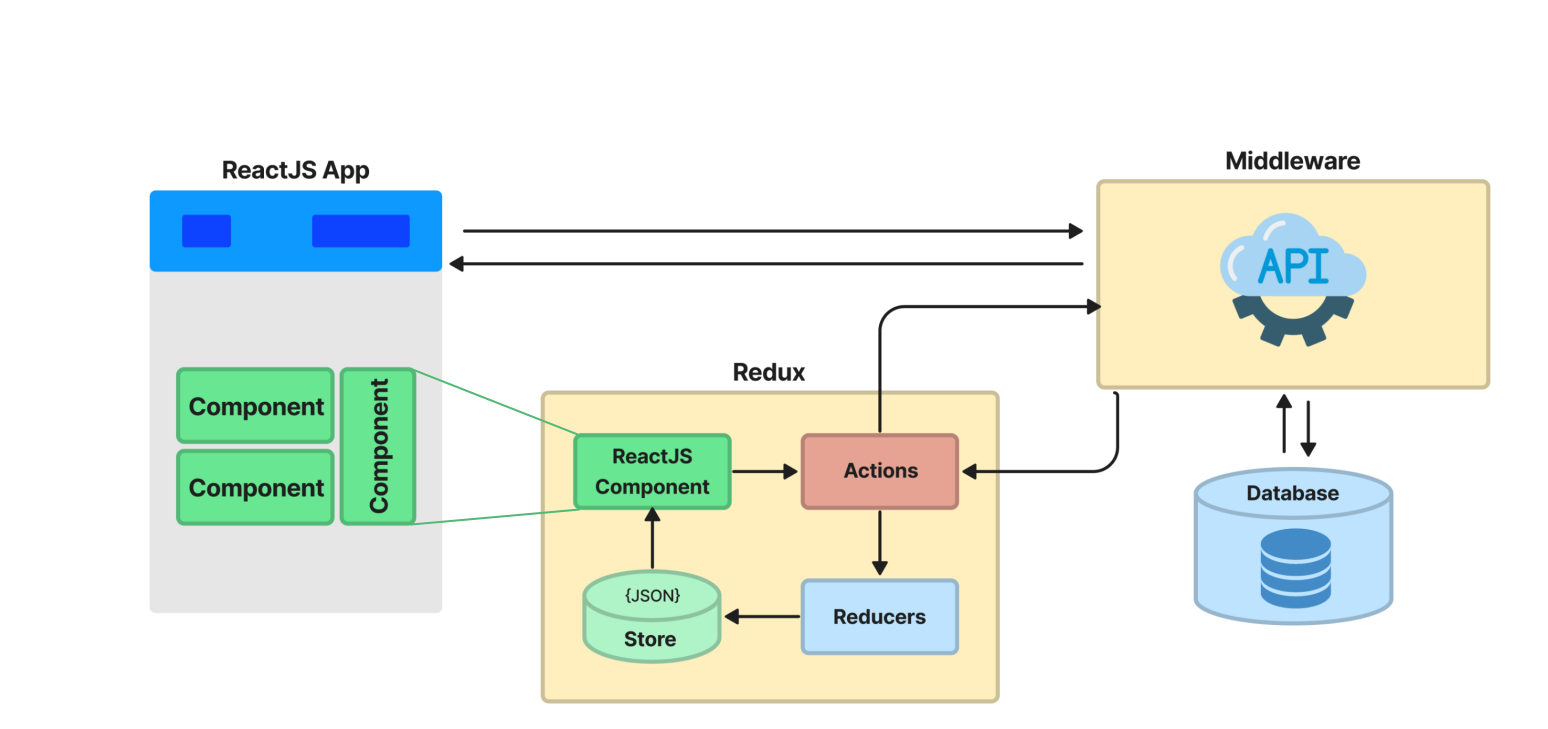 ReactJS App
Middleware
API
Component
Component
Component
Redux
ReactJS
Component
Actions
{JSON}
Store
Reducers
Database